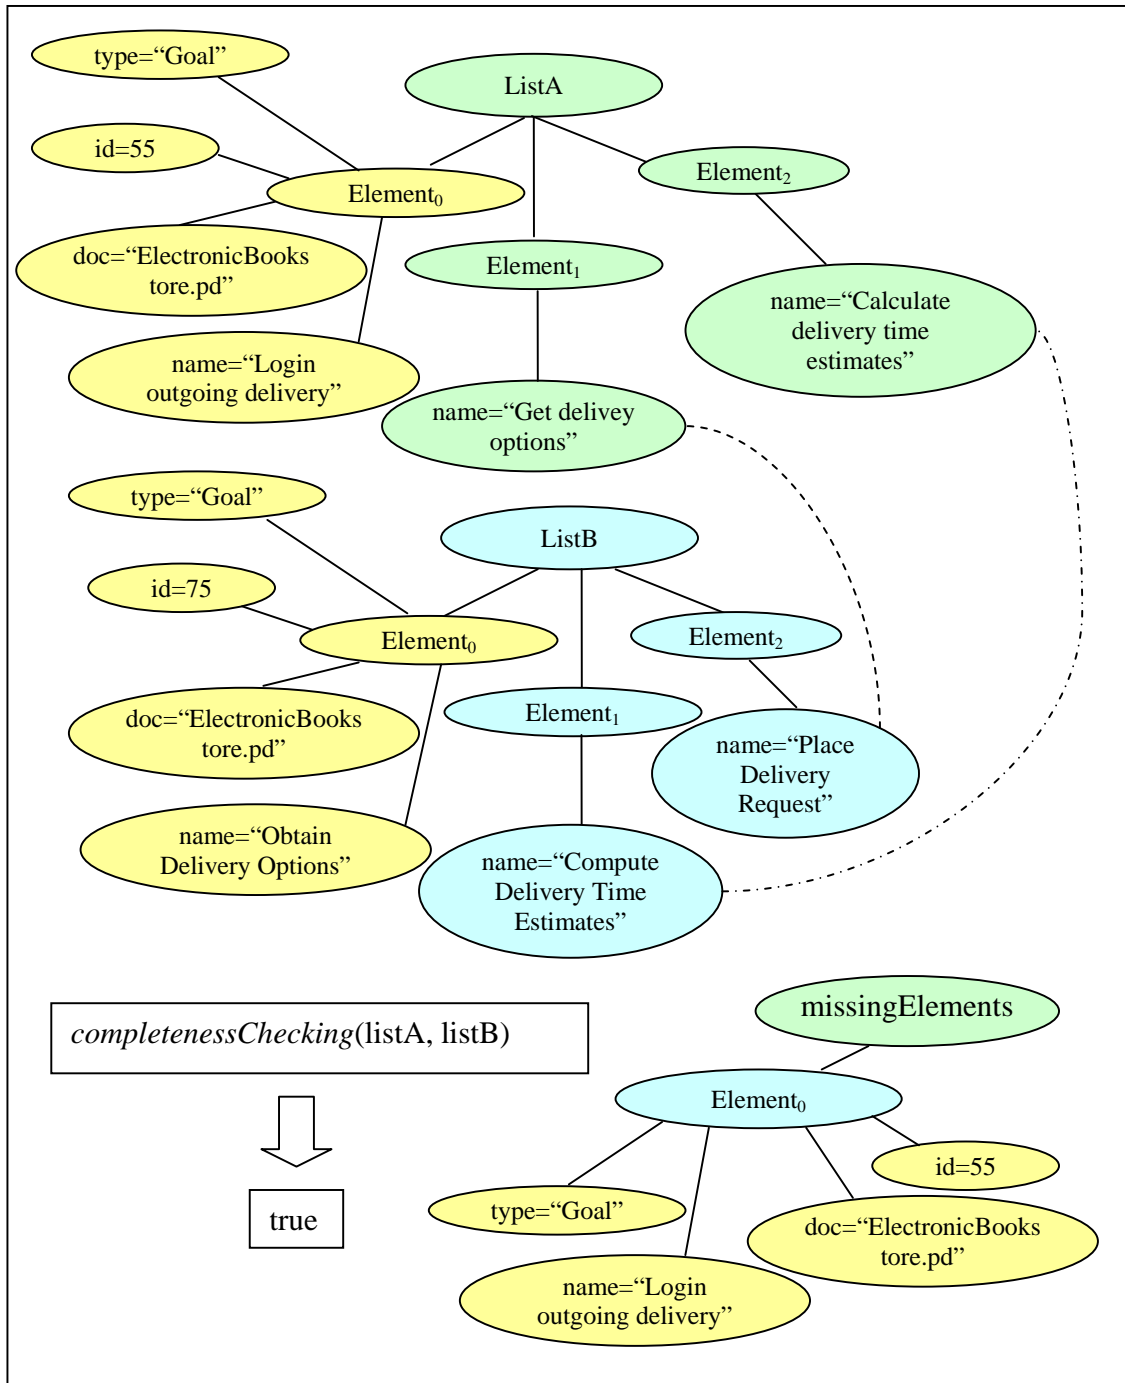 type=“Goal”
ListA
id=55
Element0
Element2
doc=“ElectronicBooks
tore.pd”
Element1
name=“Calculate
delivery time
estimates”
name=“Login
outgoing delivery”
name=“Get delivey
options”
type=“Goal”
ListB
id=75
Element0
Element2
doc=“ElectronicBooks
tore.pd”
Element1
name=“Place
Delivery
Request”
name=“Obtain
Delivery Options”
name=“Compute
Delivery Time
Estimates”
completenessChecking(listA, listB)
true
missingElements
Element0
id=55
type=“Goal”
doc=“ElectronicBooks
tore.pd”
name=“Login
outgoing delivery”